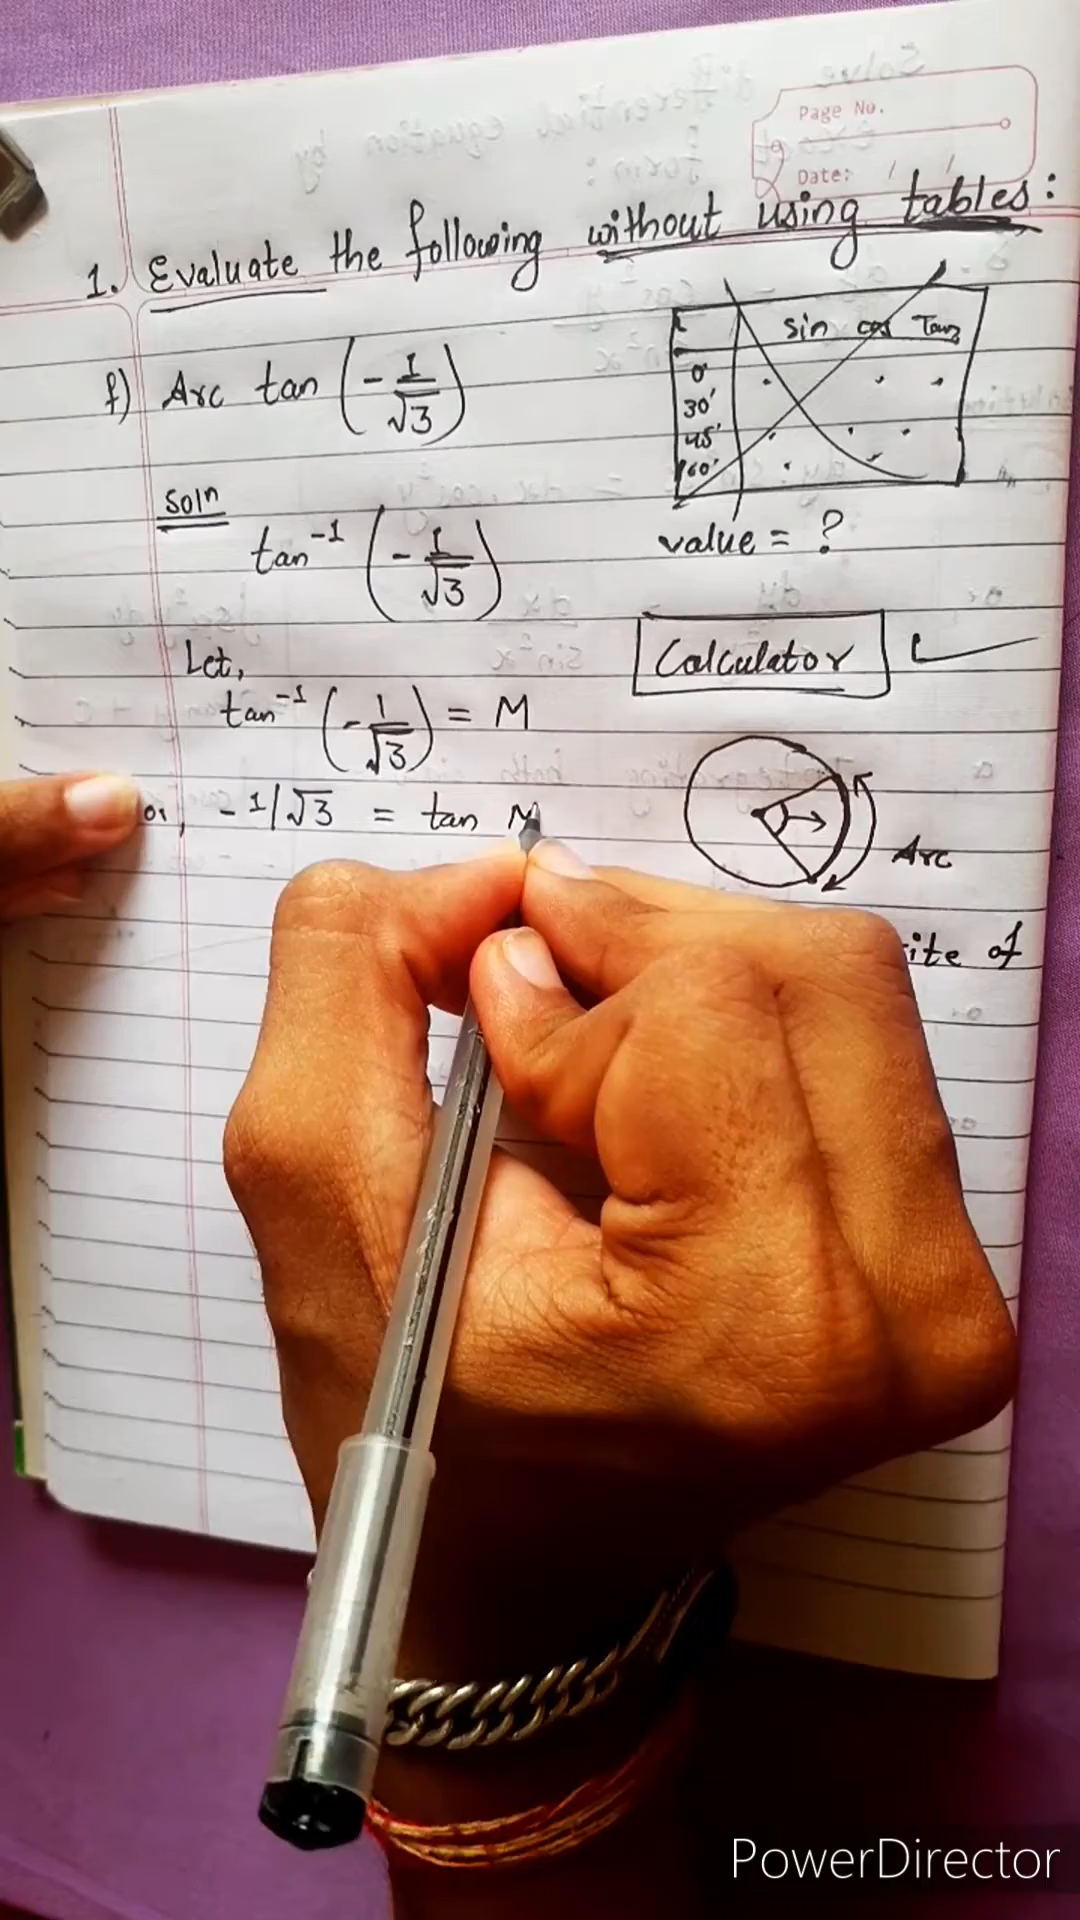 Page No.
Date: / /
1. Evaluate the following without using tables:
f) Arc tan (-1/√3)
sin cos Tan
0°
30°
45°
60°
Soln
tan⁻¹ (-1/√3)
value = ?
Let,
Calculator
tan⁻¹ (-1/√3) = M
or, -1/√3 = tan M
Arc
ite of
PowerDirector